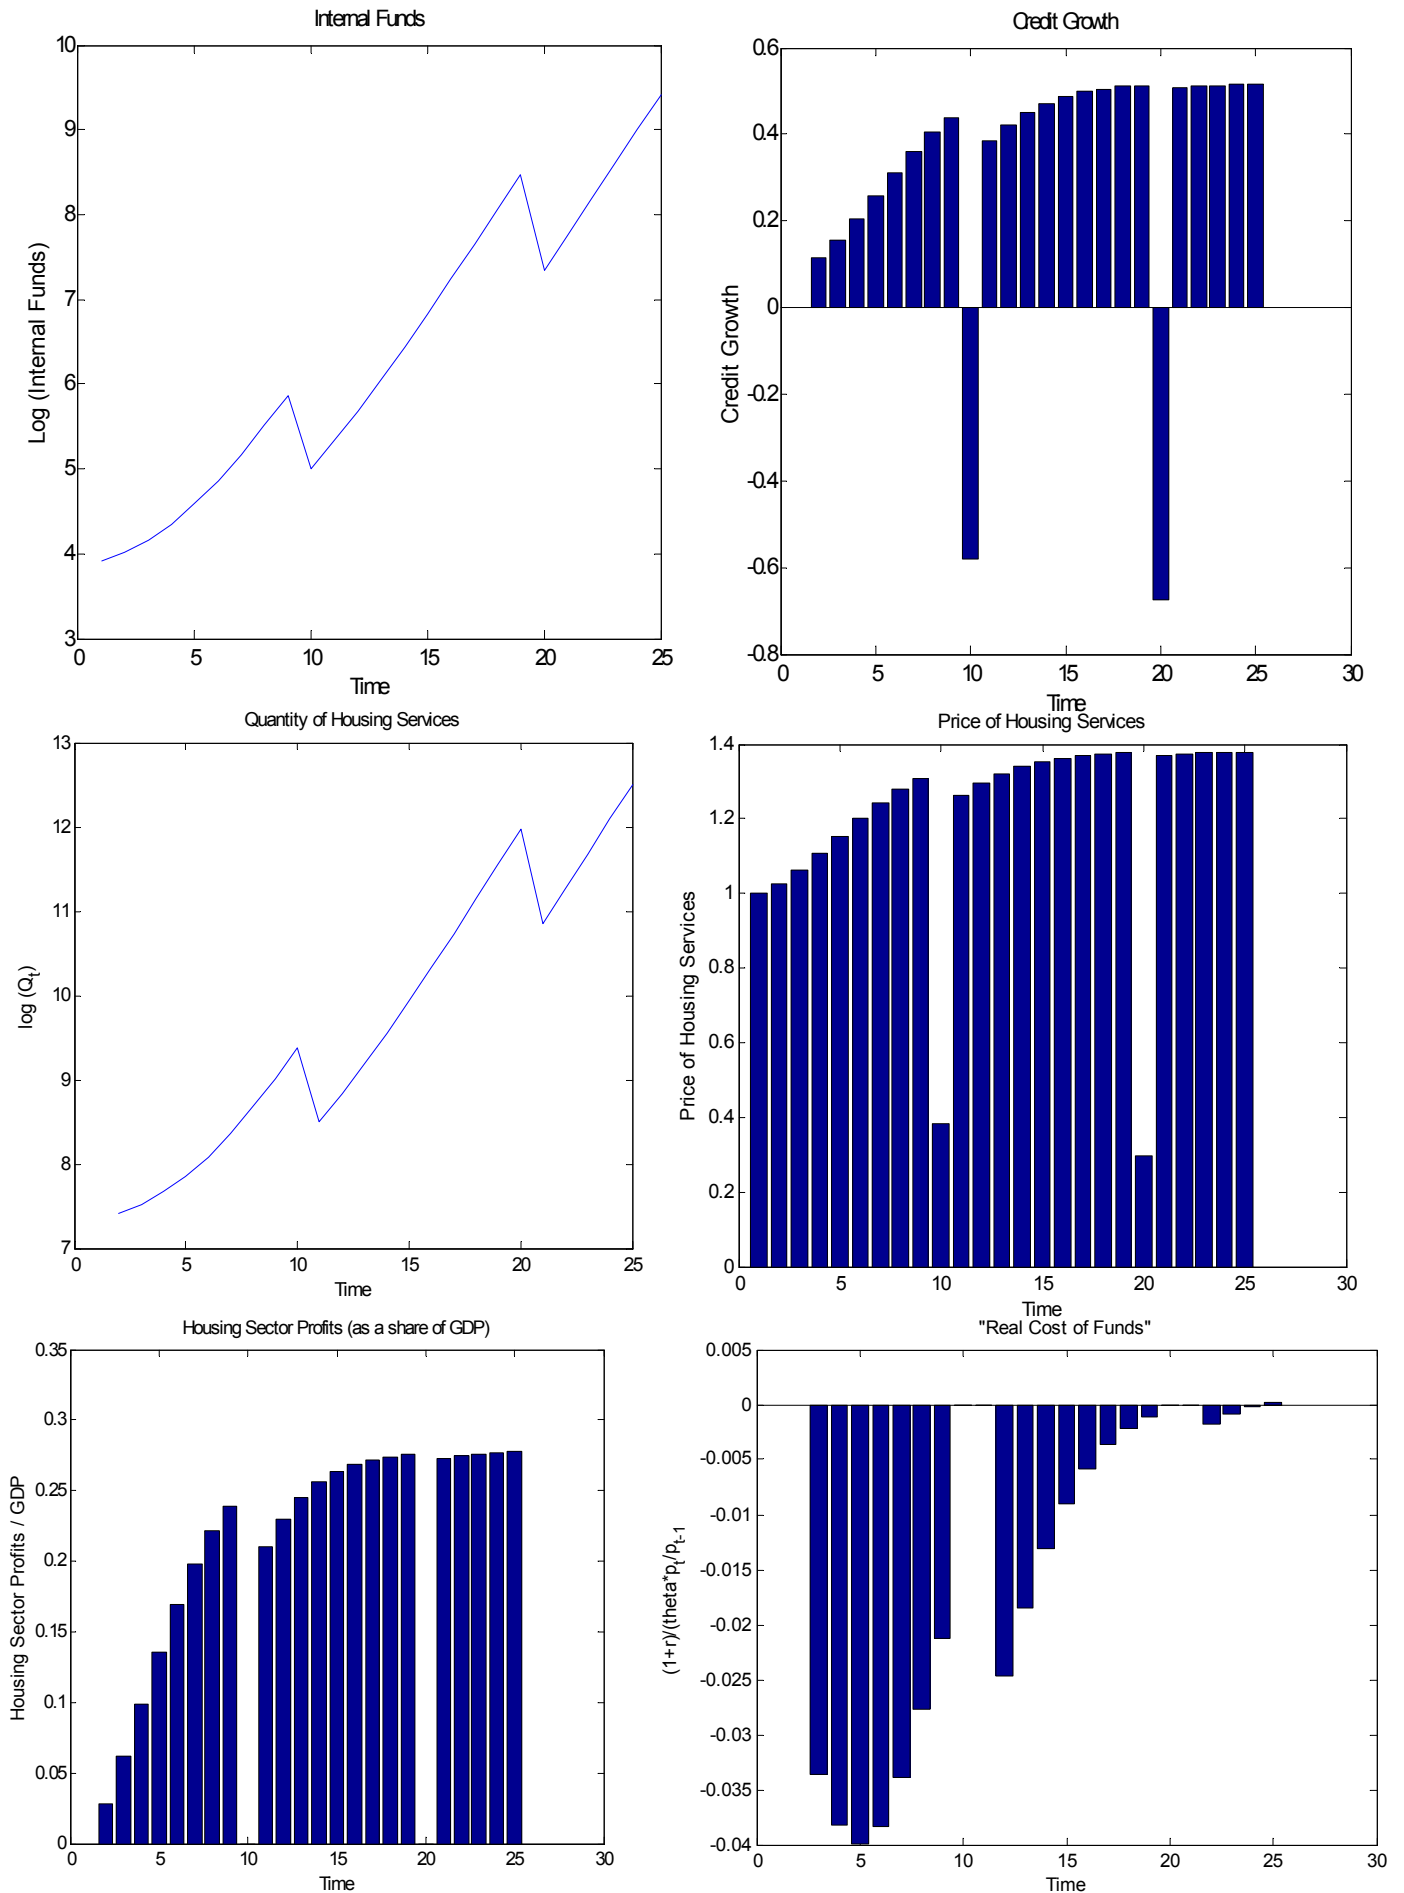 Internal Funds
10
9
8
7
6
5
4
3
Log (Internal Funds)
0 5 10 15 20 25
Time
Credit Growth
0.6
0.4
0.2
0
-0.2
-0.4
-0.6
-0.8
Credit Growth
0 5 10 15 20 25 30
Time
Quantity of Housing Services
13
12
11
10
9
8
7
log (Qt)
0 5 10 15 20 25
Time
Price of Housing Services
1.4
1.2
1
0.8
0.6
0.4
0.2
0
Price of Housing Services
0 5 10 15 20 25 30
Time
Housing Sector Profits (as a share of GDP)
0.35
0.3
0.25
0.2
0.15
0.1
0.05
0
Housing Sector Profits / GDP
0 5 10 15 20 25 30
Time
"Real Cost of Funds"
0.005
0
-0.005
-0.01
-0.015
-0.02
-0.025
-0.03
-0.035
-0.04
(1+r)/(theta*pt/pt-1
0 5 10 15 20 25 30
Time